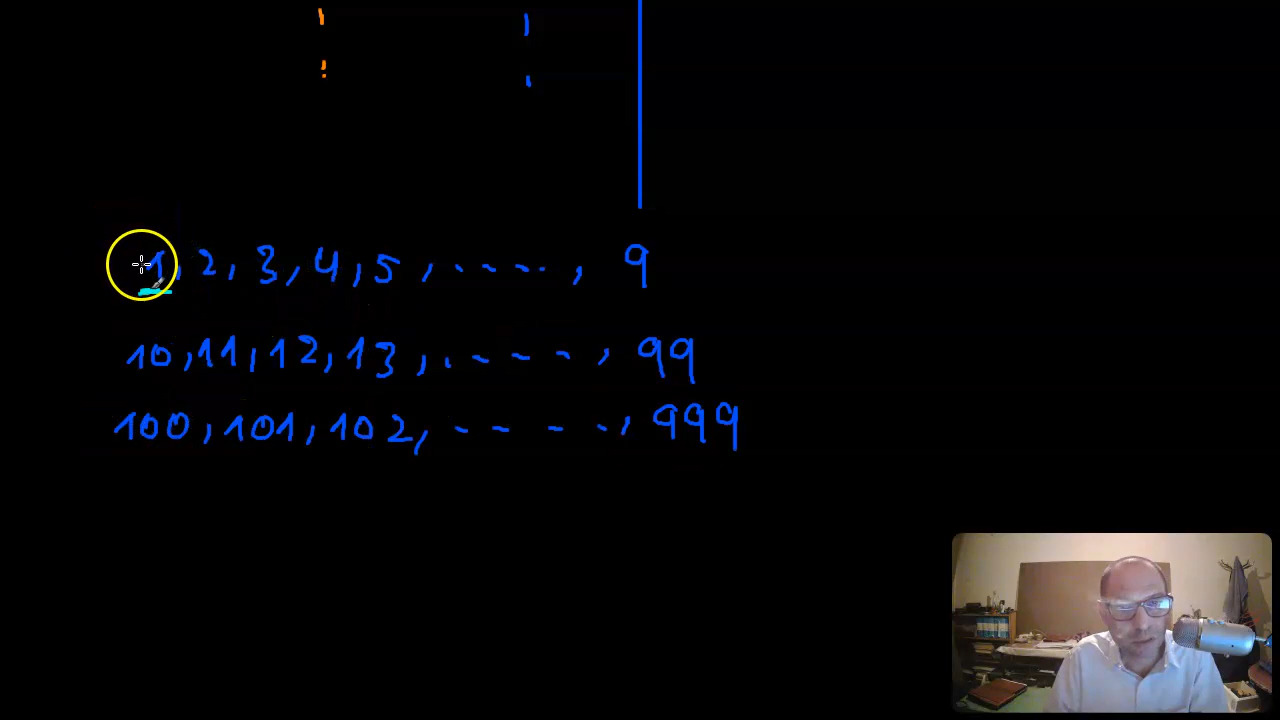 1, 2, 3, 4, 5, ....., 9
10, 11, 12, 13, ....., 99
100, 101, 102, ....., 999